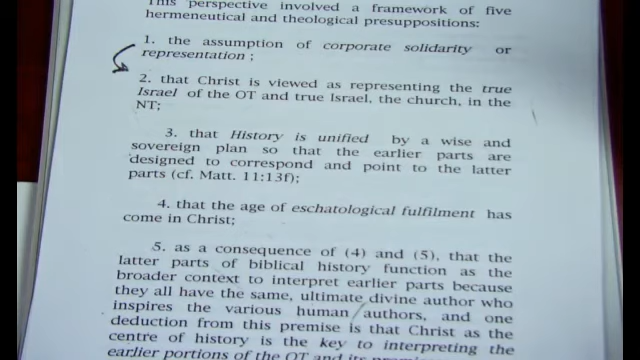 This perspective involved a framework of five
hermeneutical and theological presuppositions:
1. the assumption of corporate solidarity or
representation ;
2. that Christ is viewed as representing the true
Israel of the OT and true Israel, the church, in the
NT;
3. that History is unified by a wise and
sovereign plan so that the earlier parts are
designed to correspond and point to the latter
parts (cf. Matt. 11:13f);
4. that the age of eschatological fulfilment has
come in Christ;
5. as a consequence of (4) and (5), that the
latter parts of biblical history function as the
broader context to interpret earlier parts because
they all have the same, ultimate divine author who
inspires the various human authors, and one
deduction from this premise is that Christ as the
centre of history is the key to interpreting the
earlier portions of the OT and its